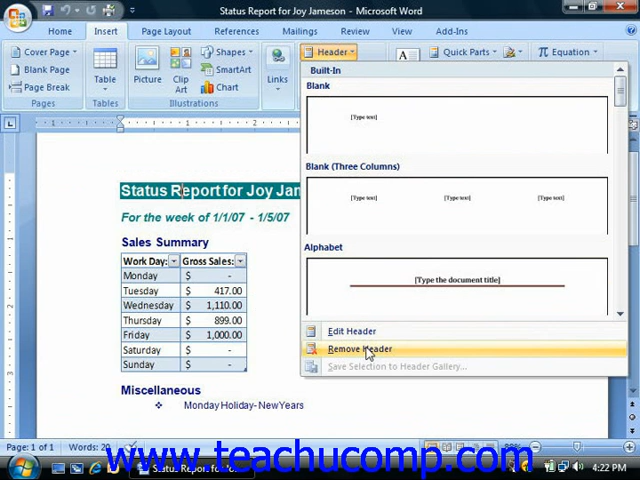 Status Report for Joy Jameson - Microsoft Word
Home Insert Page Layout References Mailings Review View Add-Ins
Cover Page
Blank Page
Page Break
Pages
Table
Tables
Picture
Clip Art
Shapes
SmartArt
Chart
Illustrations
Links
Header
Quick Parts
Equation
A
Built-In
Blank
[Type text]
Blank (Three Columns)
[Type text] [Type text] [Type text]
Alphabet
[Type the document title]
Edit Header
Remove Header
Save Selection to Header Gallery...
Status Report for Joy Jam
For the week of 1/1/07 - 1/5/07
Sales Summary
Work Day: Gross Sales:
Monday $ -
Tuesday $ 417.00
Wednesday $ 1,110.00
Thursday $ 899.00
Friday $ 1,000.00
Saturday $ -
Sunday $ -
Miscellaneous
❖ Monday Holiday- New Years
Page: 1 of 1 Words: 20
www.teachucomp.com
Status Report for Jo
4:22 PM